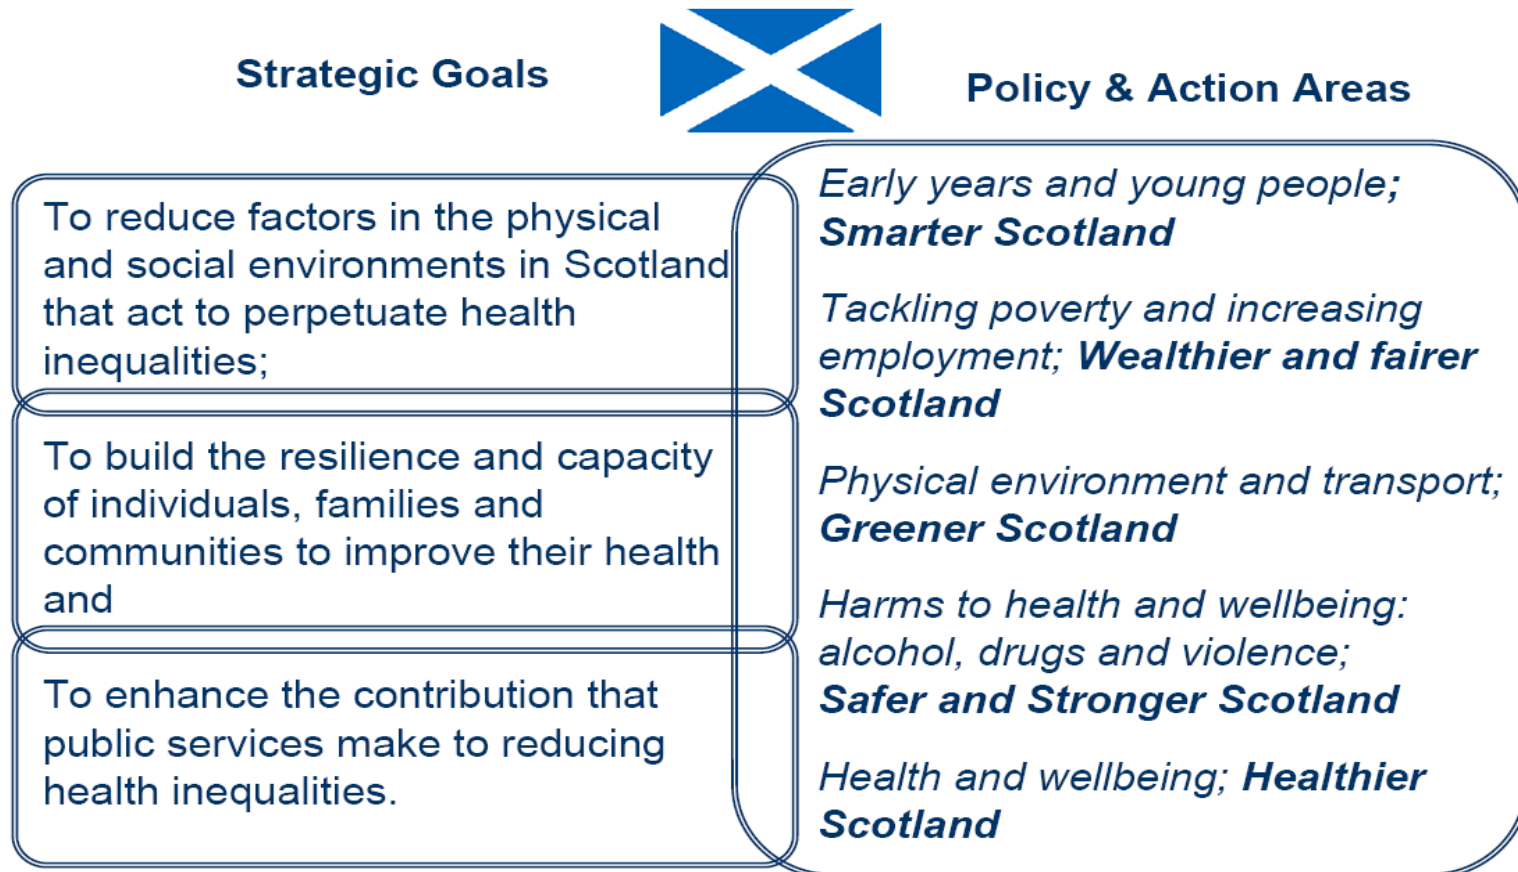 Strategic Goals
Policy & Action Areas
To reduce factors in the physical
and social environments in Scotland
that act to perpetuate health
inequalities;
To build the resilience and capacity
of individuals, families and
communities to improve their health
and
To enhance the contribution that
public services make to reducing
health inequalities.
Early years and young people;
Smarter Scotland
Tackling poverty and increasing
employment; Wealthier and fairer
Scotland
Physical environment and transport;
Greener Scotland
Harms to health and wellbeing:
alcohol, drugs and violence;
Safer and Stronger Scotland
Health and wellbeing; Healthier
Scotland